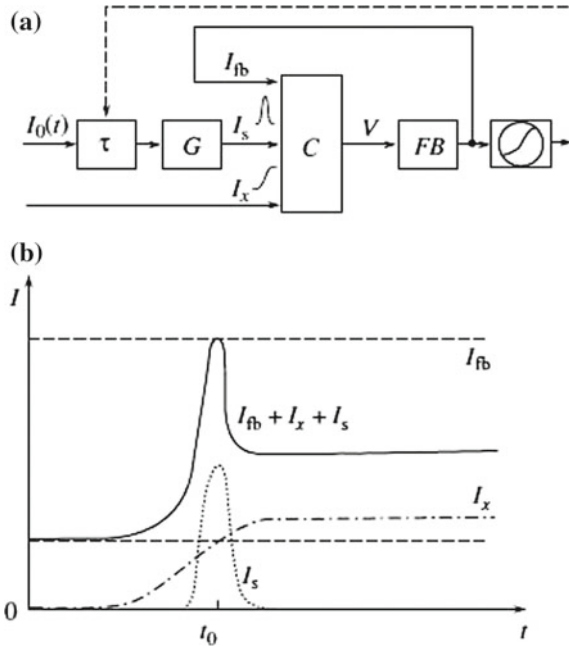 (a)
I_fb
I_0(t)
τ
G
I_s
C
V
FB
I_x
(b)
I
I_fb
I_fb + I_x + I_s
I_x
I_s
0
t_0
t